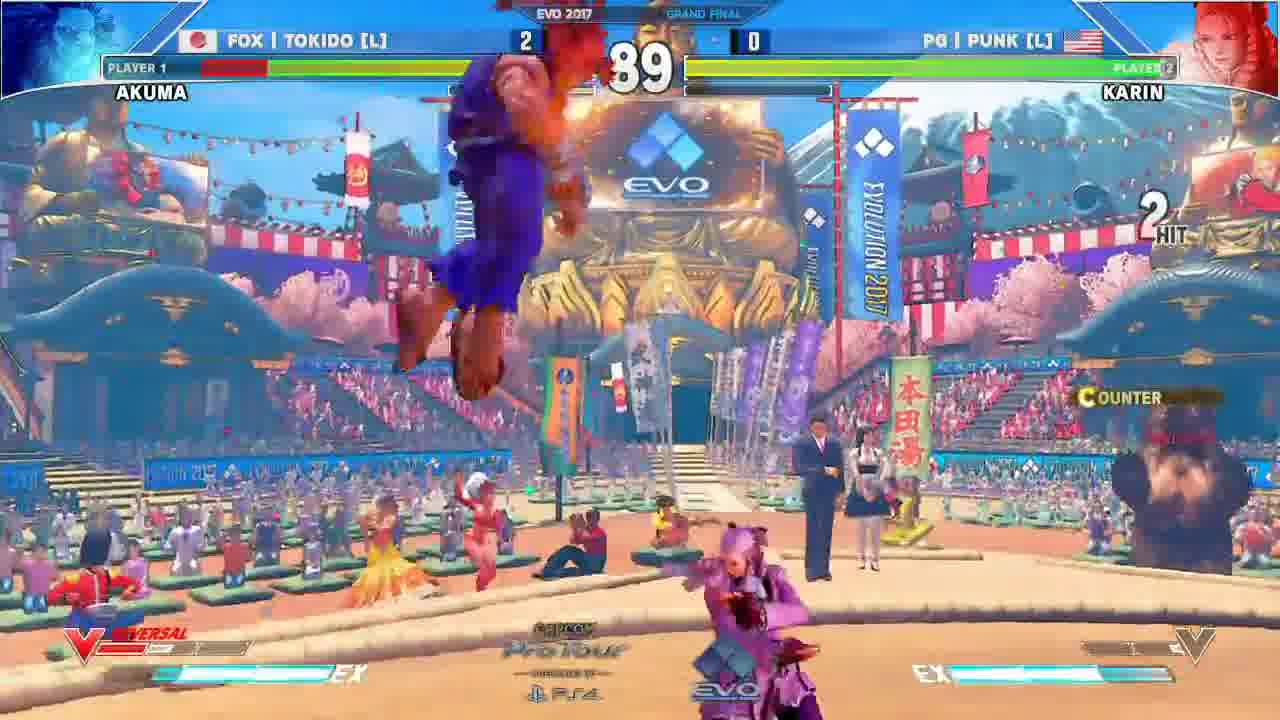 EVO 2017
GRAND FINAL
FOX | TOKIDO [L]
2
89
0
PG | PUNK [L]
PLAYER 1
PLAYER 2
AKUMA
KARIN
EVO
EVOLUTION 2017
2
HIT
COUNTER
本田
REVERSAL
EX
EX
1
CAPCOM
Pro Tour
PS4
EVO